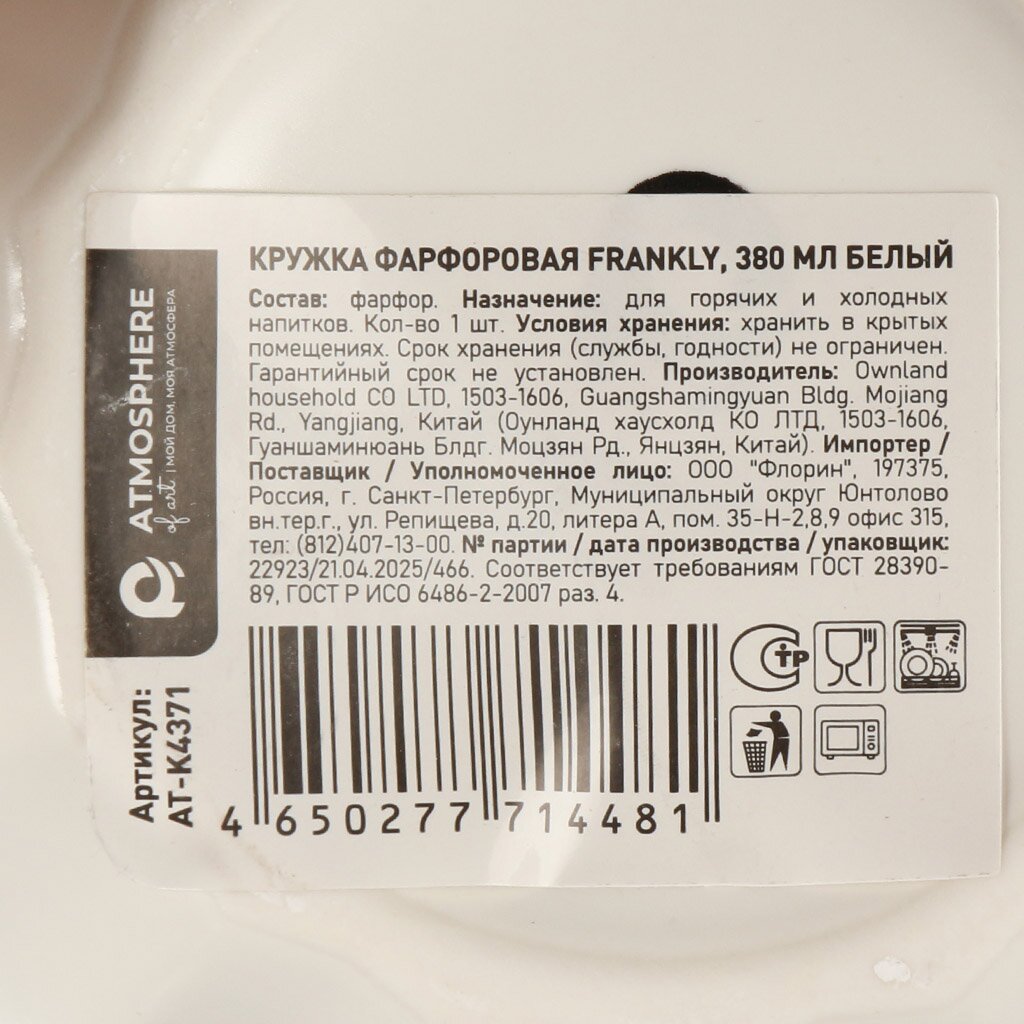 КРУЖКА ФАРФОРОВАЯ FRANKLY, 380 МЛ БЕЛЫЙ
Состав: фарфор. Назначение: для горячих и холодных
напитков. Кол-во 1 шт. Условия хранения: хранить в крытых
помещениях. Срок хранения (службы, годности) не ограничен.
Гарантийный срок не установлен. Производитель: Ownland
household CO LTD, 1503-1606, Guangshamingyuan Bldg. Mojiang
Rd., Yangjiang, Китай (Оунланд хаусхолд КО ЛТД, 1503-1606,
Гуаншаминюань Блдг. Моцзян Рд., Янцзян, Китай). Импортер /
Поставщик / Уполномоченное лицо: ООО "Флорин", 197375,
Россия, г. Санкт-Петербург, Муниципальный округ Юнтолово
вн.тер.г., ул. Репищева, д.20, литера А, пом. 35-Н-2,8,9 офис 315,
тел: (812)407-13-00. № партии / дата производства / упаковщик:
22923/21.04.2025/466. Соответствует требованиям ГОСТ 28390-
89, ГОСТ Р ИСО 6486-2-2007 раз. 4.
ATMOSPHERE
of art | МОЙ ДОМ, МОЯ АТМОСФЕРА
Артикул:
AT-K4371
4 650277 714481
тр